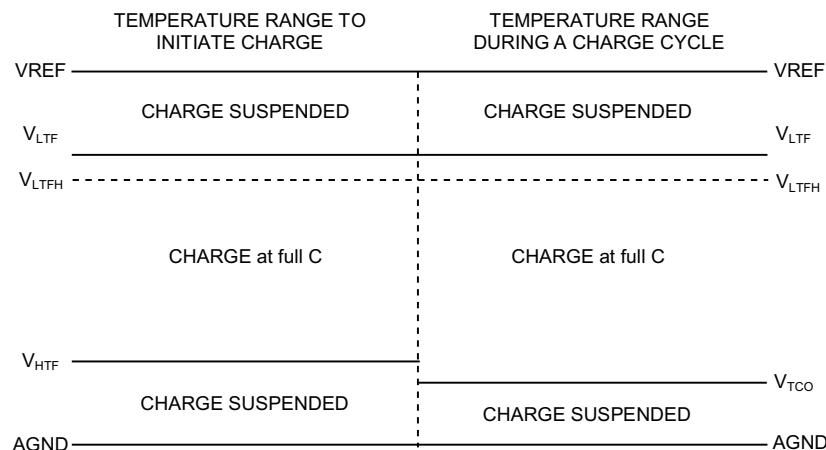 TEMPERATURE RANGE TO
INITIATE CHARGE
TEMPERATURE RANGE
DURING A CHARGE CYCLE
VREF
VREF
CHARGE SUSPENDED
CHARGE SUSPENDED
VLTF
VLTF
VLTFH
VLTFH
CHARGE at full C
CHARGE at full C
VHTF
VTCO
CHARGE SUSPENDED
CHARGE SUSPENDED
AGND
AGND